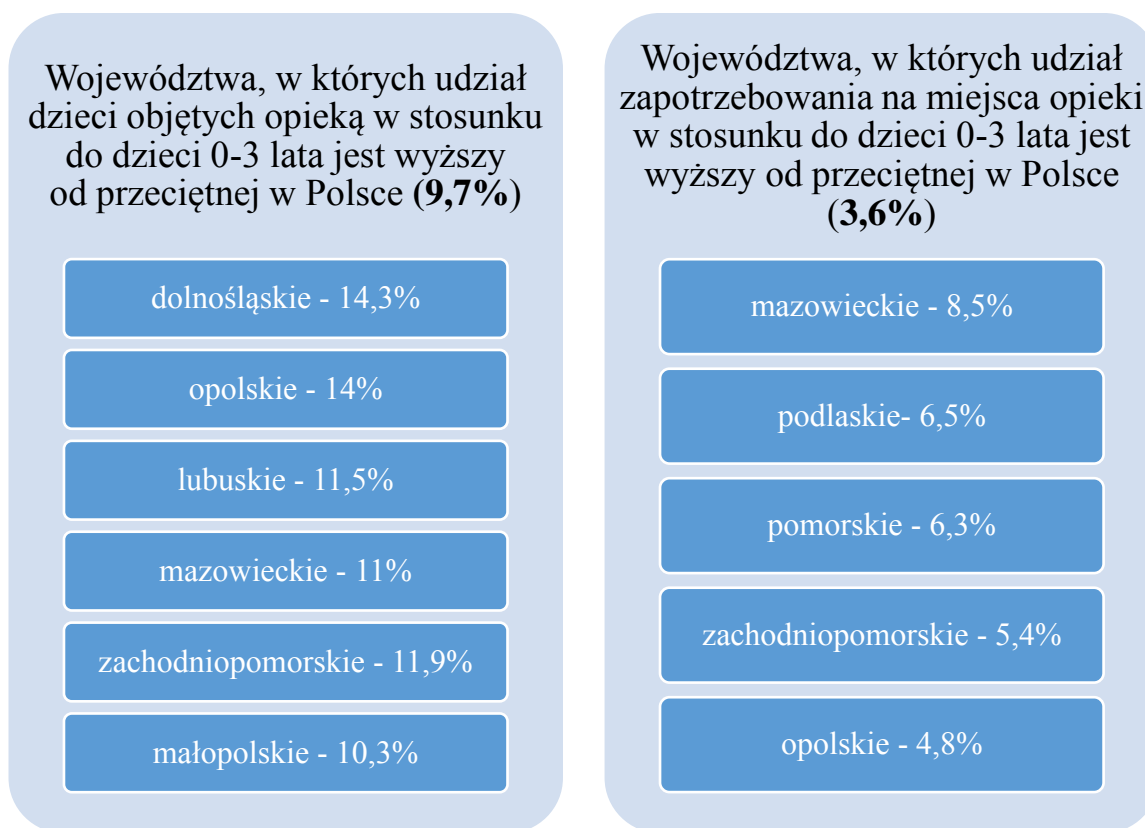 Województwa, w których udział
dzieci objętych opieką w stosunku
do dzieci 0-3 lata jest wyższy
od przeciętnej w Polsce (9,7%)
dolnośląskie - 14,3%
opolskie - 14%
lubuskie - 11,5%
mazowieckie - 11%
zachodniopomorskie - 11,9%
małopolskie - 10,3%
Województwa, w których udział
zapotrzebowania na miejsca opieki
w stosunku do dzieci 0-3 lata jest
wyższy od przeciętnej w Polsce
(3,6%)
mazowieckie - 8,5%
podlaskie- 6,5%
pomorskie - 6,3%
zachodniopomorskie - 5,4%
opolskie - 4,8%